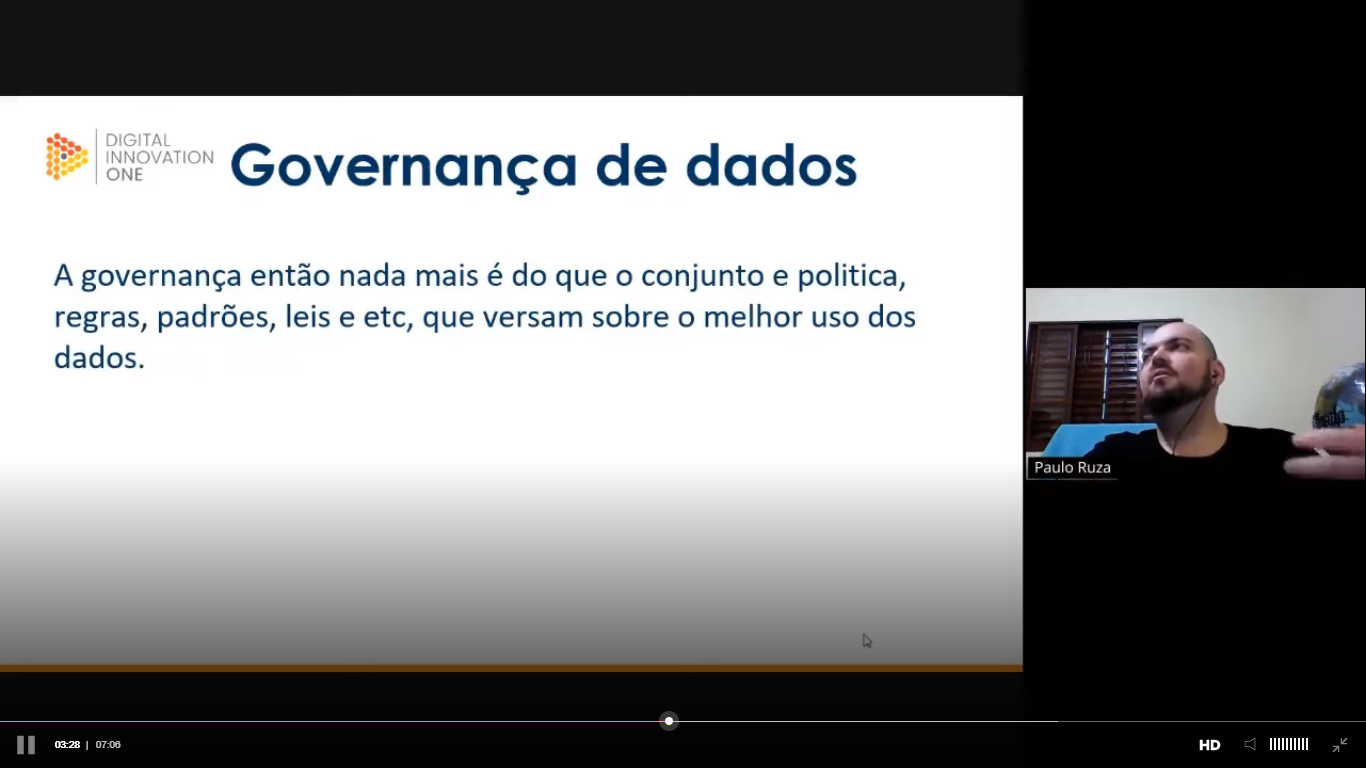 DIGITAL
INNOVATION
ONE
Governança de dados
A governança então nada mais é do que o conjunto e politica,
regras, padrões, leis e etc, que versam sobre o melhor uso dos
dados.
Paulo Ruza
03:28 | 07:06
HD